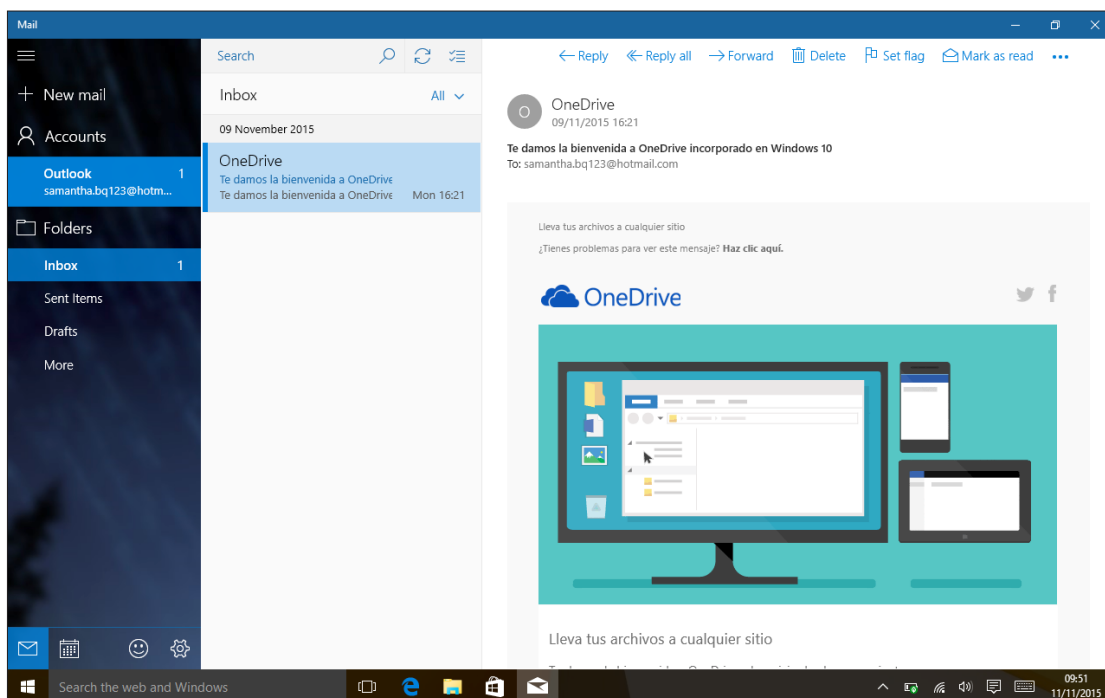 Mail
New mail
Accounts
Outlook 1
samantha.bq123@hotm...
Folders
Inbox 1
Sent Items
Drafts
More
Search
Inbox All
09 November 2015
OneDrive
Te damos la bienvenida a OneDrive
Te damos la bienvenida a OneDrive Mon 16:21
Reply Reply all Forward Delete Set flag Mark as read
O OneDrive
09/11/2015 16:21
Te damos la bienvenida a OneDrive incorporado en Windows 10
To: samantha.bq123@hotmail.com
Lleva tus archivos a cualquier sitio
¿Tienes problemas para ver este mensaje? Haz clic aquí.
OneDrive
Lleva tus archivos a cualquier sitio
Search the web and Windows
09:51
11/11/2015